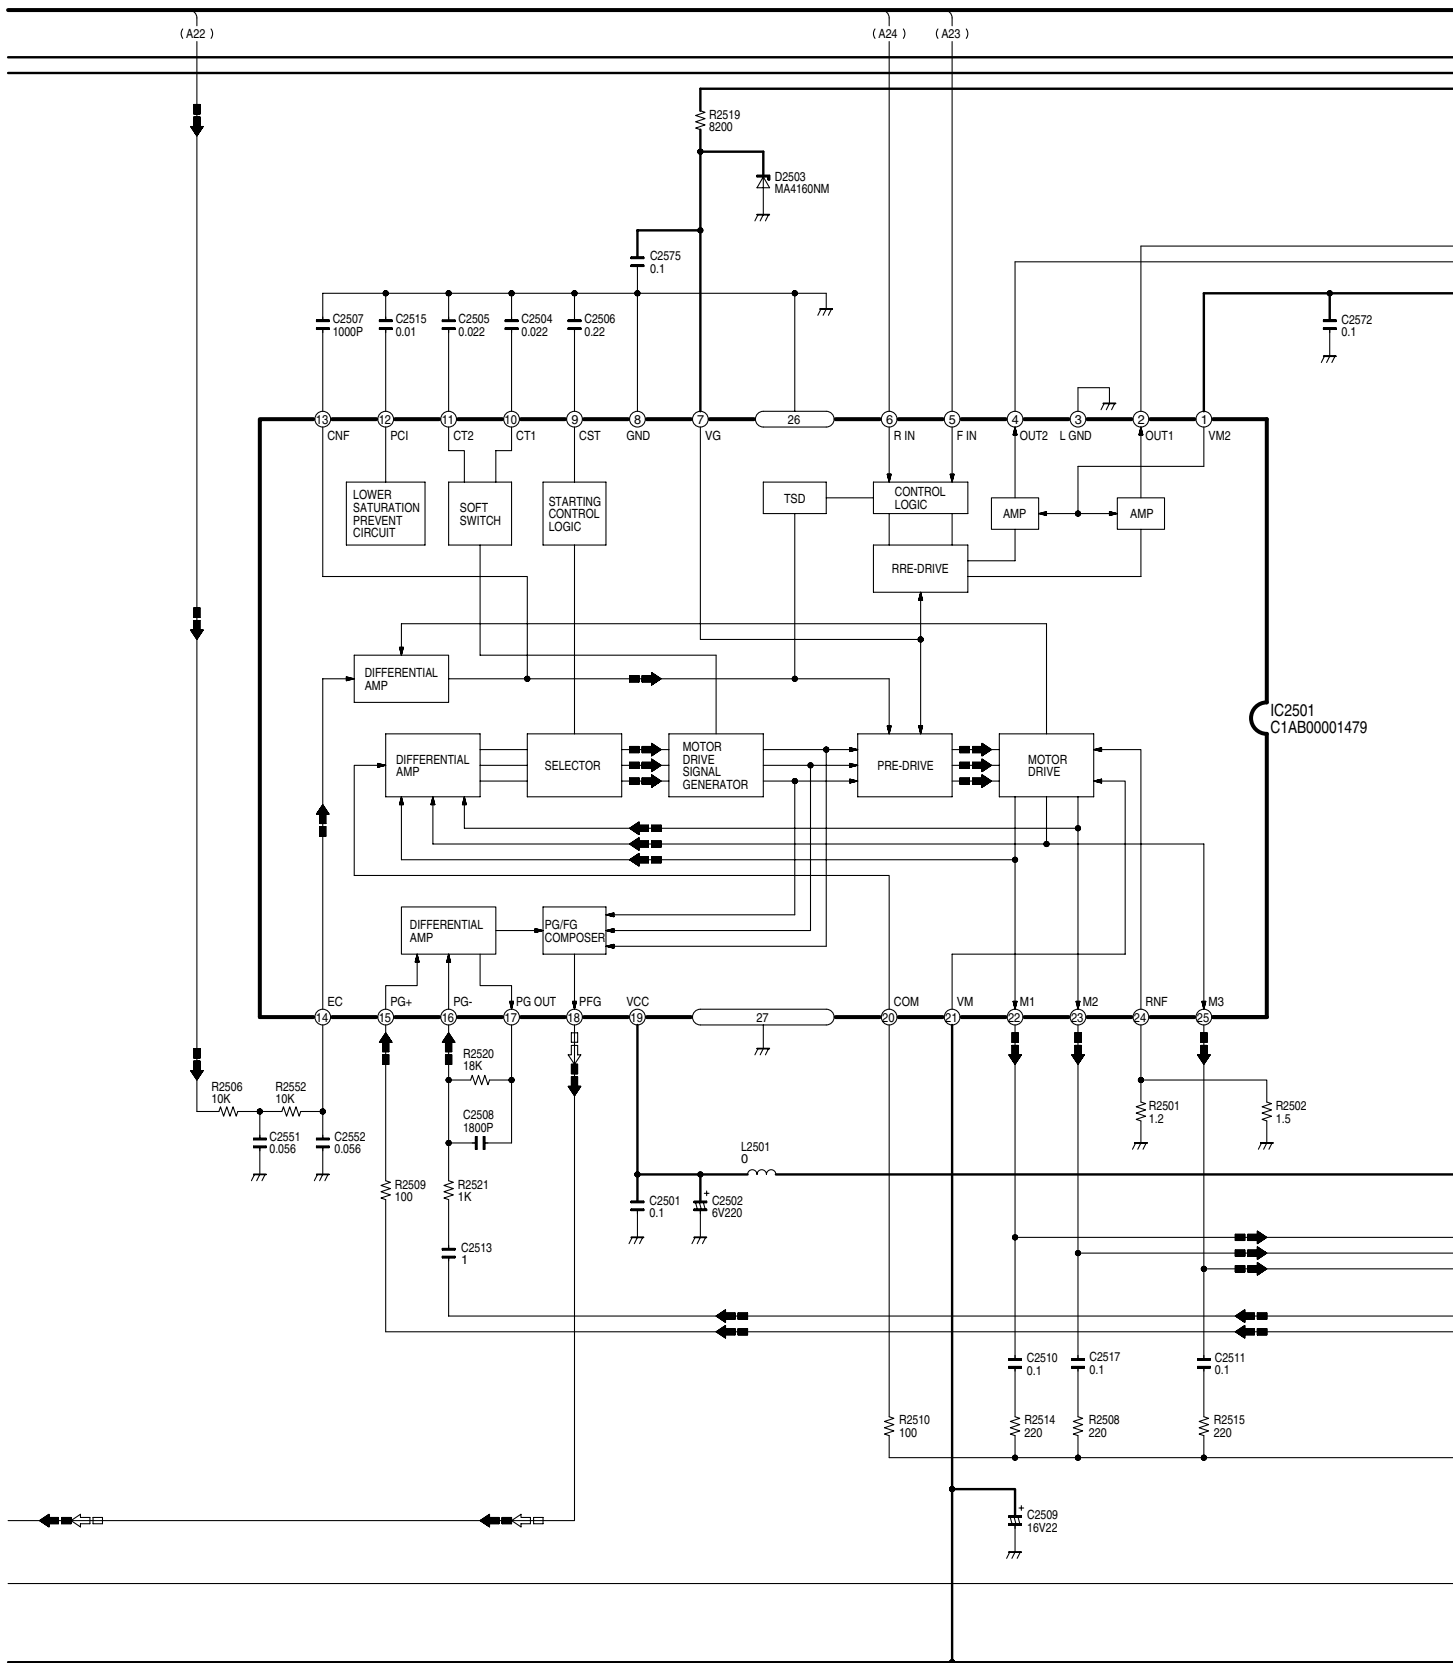 (A22)
(A24)
(A23)
R2519
8200
D2503
MA4160NM
C2575
0.1
C2507
1000P
C2515
0.01
C2505
0.022
C2504
0.022
C2506
0.22
C2572
0.1
13
12
11
10
9
8
7
26
6
5
4
3
2
1
CNF
PCI
CT2
CT1
CST
GND
VG
R IN
F IN
OUT2
L GND
OUT1
VM2
LOWER
SATURATION
PREVENT
CIRCUIT
SOFT
SWITCH
STARTING
CONTROL
LOGIC
TSD
CONTROL
LOGIC
AMP
AMP
RRE-DRIVE
DIFFERENTIAL
AMP
IC2501
C1AB00001479
DIFFERENTIAL
AMP
SELECTOR
MOTOR
DRIVE
SIGNAL
GENERATOR
PRE-DRIVE
MOTOR
DRIVE
DIFFERENTIAL
AMP
PG/FG
COMPOSER
EC
PG+
PG-
PG OUT
PFG
VCC
COM
VM
M1
M2
RNF
M3
14
15
16
17
18
19
27
20
21
22
23
24
25
R2520
18K
R2506
10K
R2552
10K
C2508
1800P
R2501
1.2
R2502
1.5
C2551
0.056
C2552
0.056
L2501
0
R2509
100
R2521
1K
C2501
0.1
+
C2502
6V220
C2513
1
C2510
0.1
C2517
0.1
C2511
0.1
R2510
100
R2514
220
R2508
220
R2515
220
+
C2509
16V22